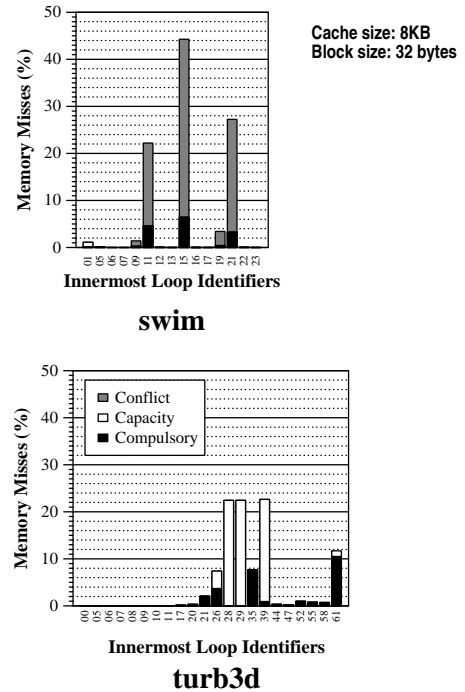 Cache size: 8KB
Block size: 32 bytes
50
40
30
20
10
0
Memory Misses (%)
01 05 06 07 09 11 12 13 15 16 17 19 21 22 23
Innermost Loop Identifiers
swim
50
40
30
20
10
0
Memory Misses (%)
Conflict
Capacity
Compulsory
00 05 06 07 08 09 10 11 17 20 21 26 28 29 35 39 44 47 52 55 58 61
Innermost Loop Identifiers
turb3d